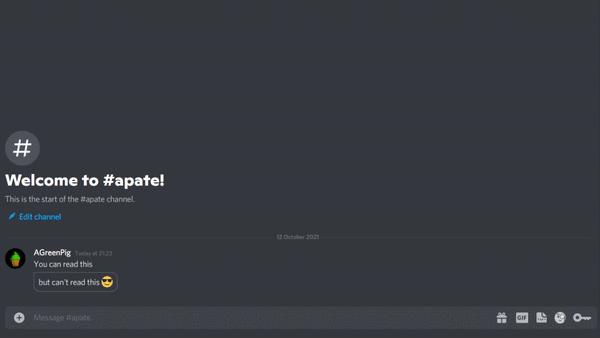 Welcome to #apate!
This is the start of the #apate channel.
Edit channel
12 October 2021
AGreenPig Today at 21:23
You can read this
but can't read this 😎
Message #apate
GIF